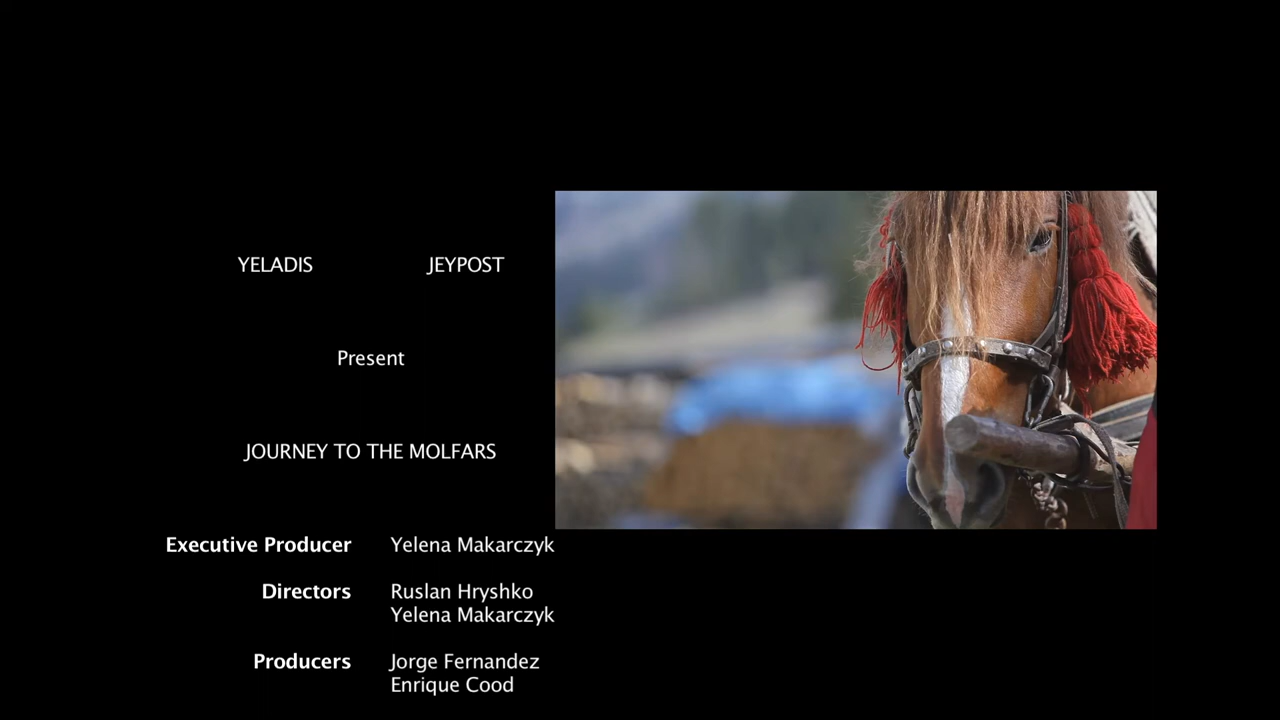 YELADIS JEYPOST
Present
JOURNEY TO THE MOLFARS
Executive Producer Yelena Makarczyk
Directors Ruslan Hryshko
Yelena Makarczyk
Producers Jorge Fernandez
Enrique Cood